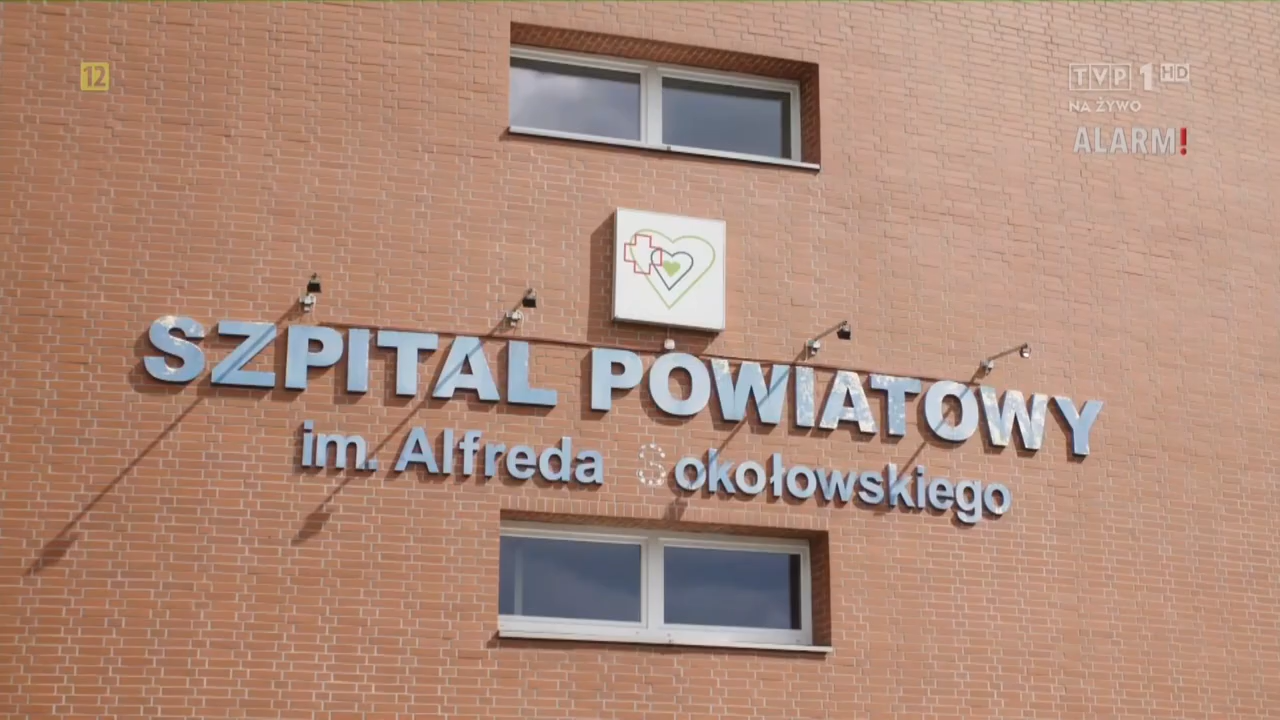 12
TVP 1 HD
NA ŻYWO
ALARM!
SZPITAL POWIATOWY
im. Alfreda Sokołowskiego